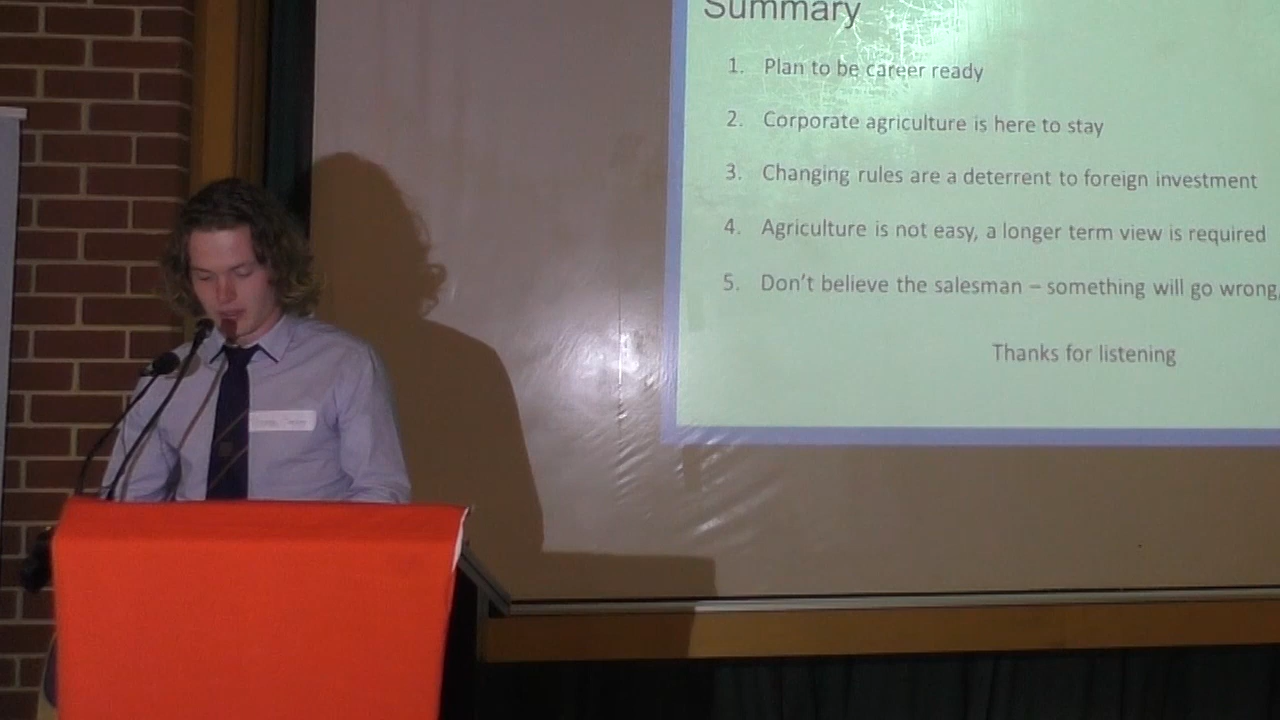 Summary
1. Plan to be career ready
2. Corporate agriculture is here to stay
3. Changing rules are a deterrent to foreign investment
4. Agriculture is not easy, a longer term view is required
5. Don't believe the salesman – something will go wrong
Thanks for listening